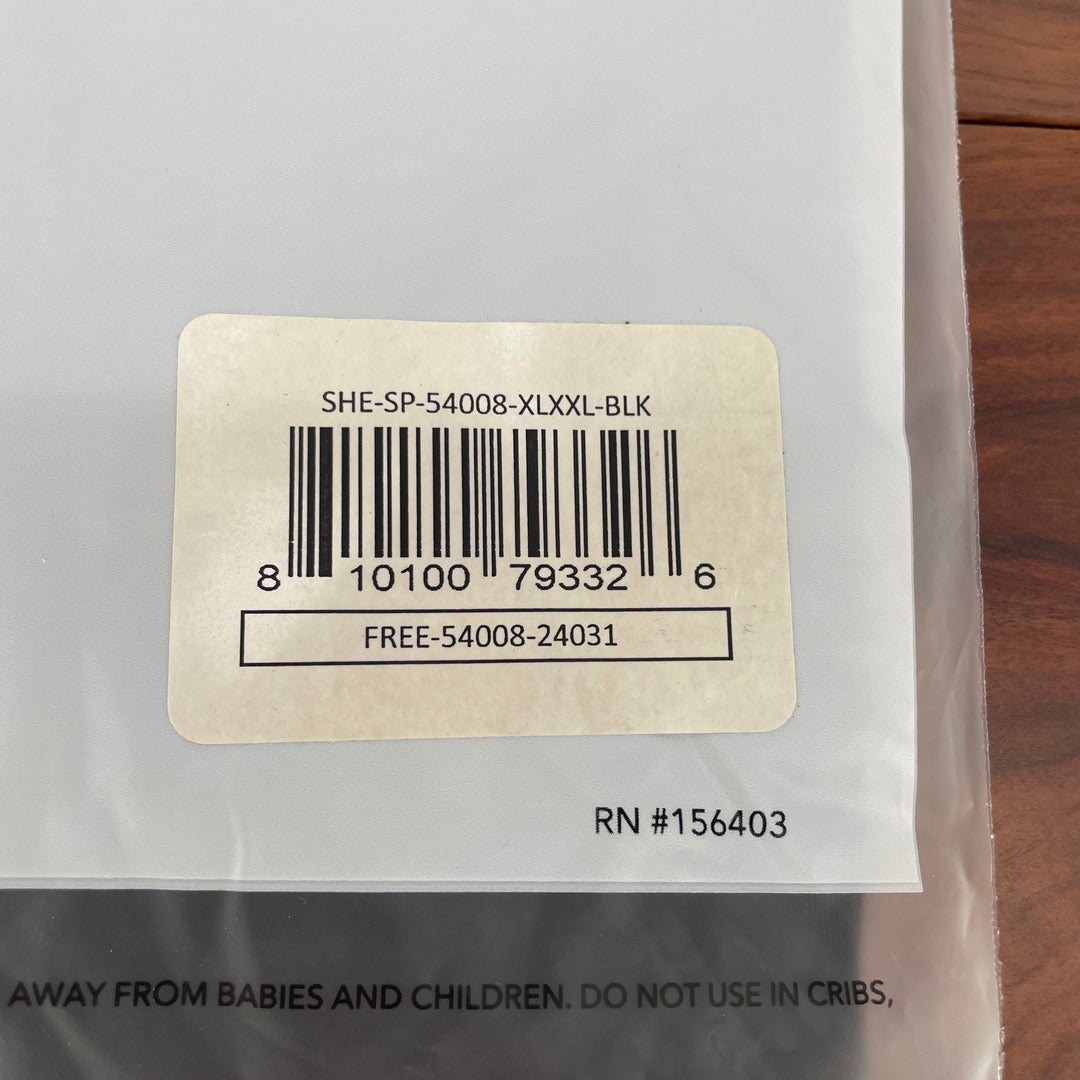 SHE-SP-54008-XLXXL-BLK
8 10100 79332 6
FREE-54008-24031
RN #156403
AWAY FROM BABIES AND CHILDREN. DO NOT USE IN CRIBS,